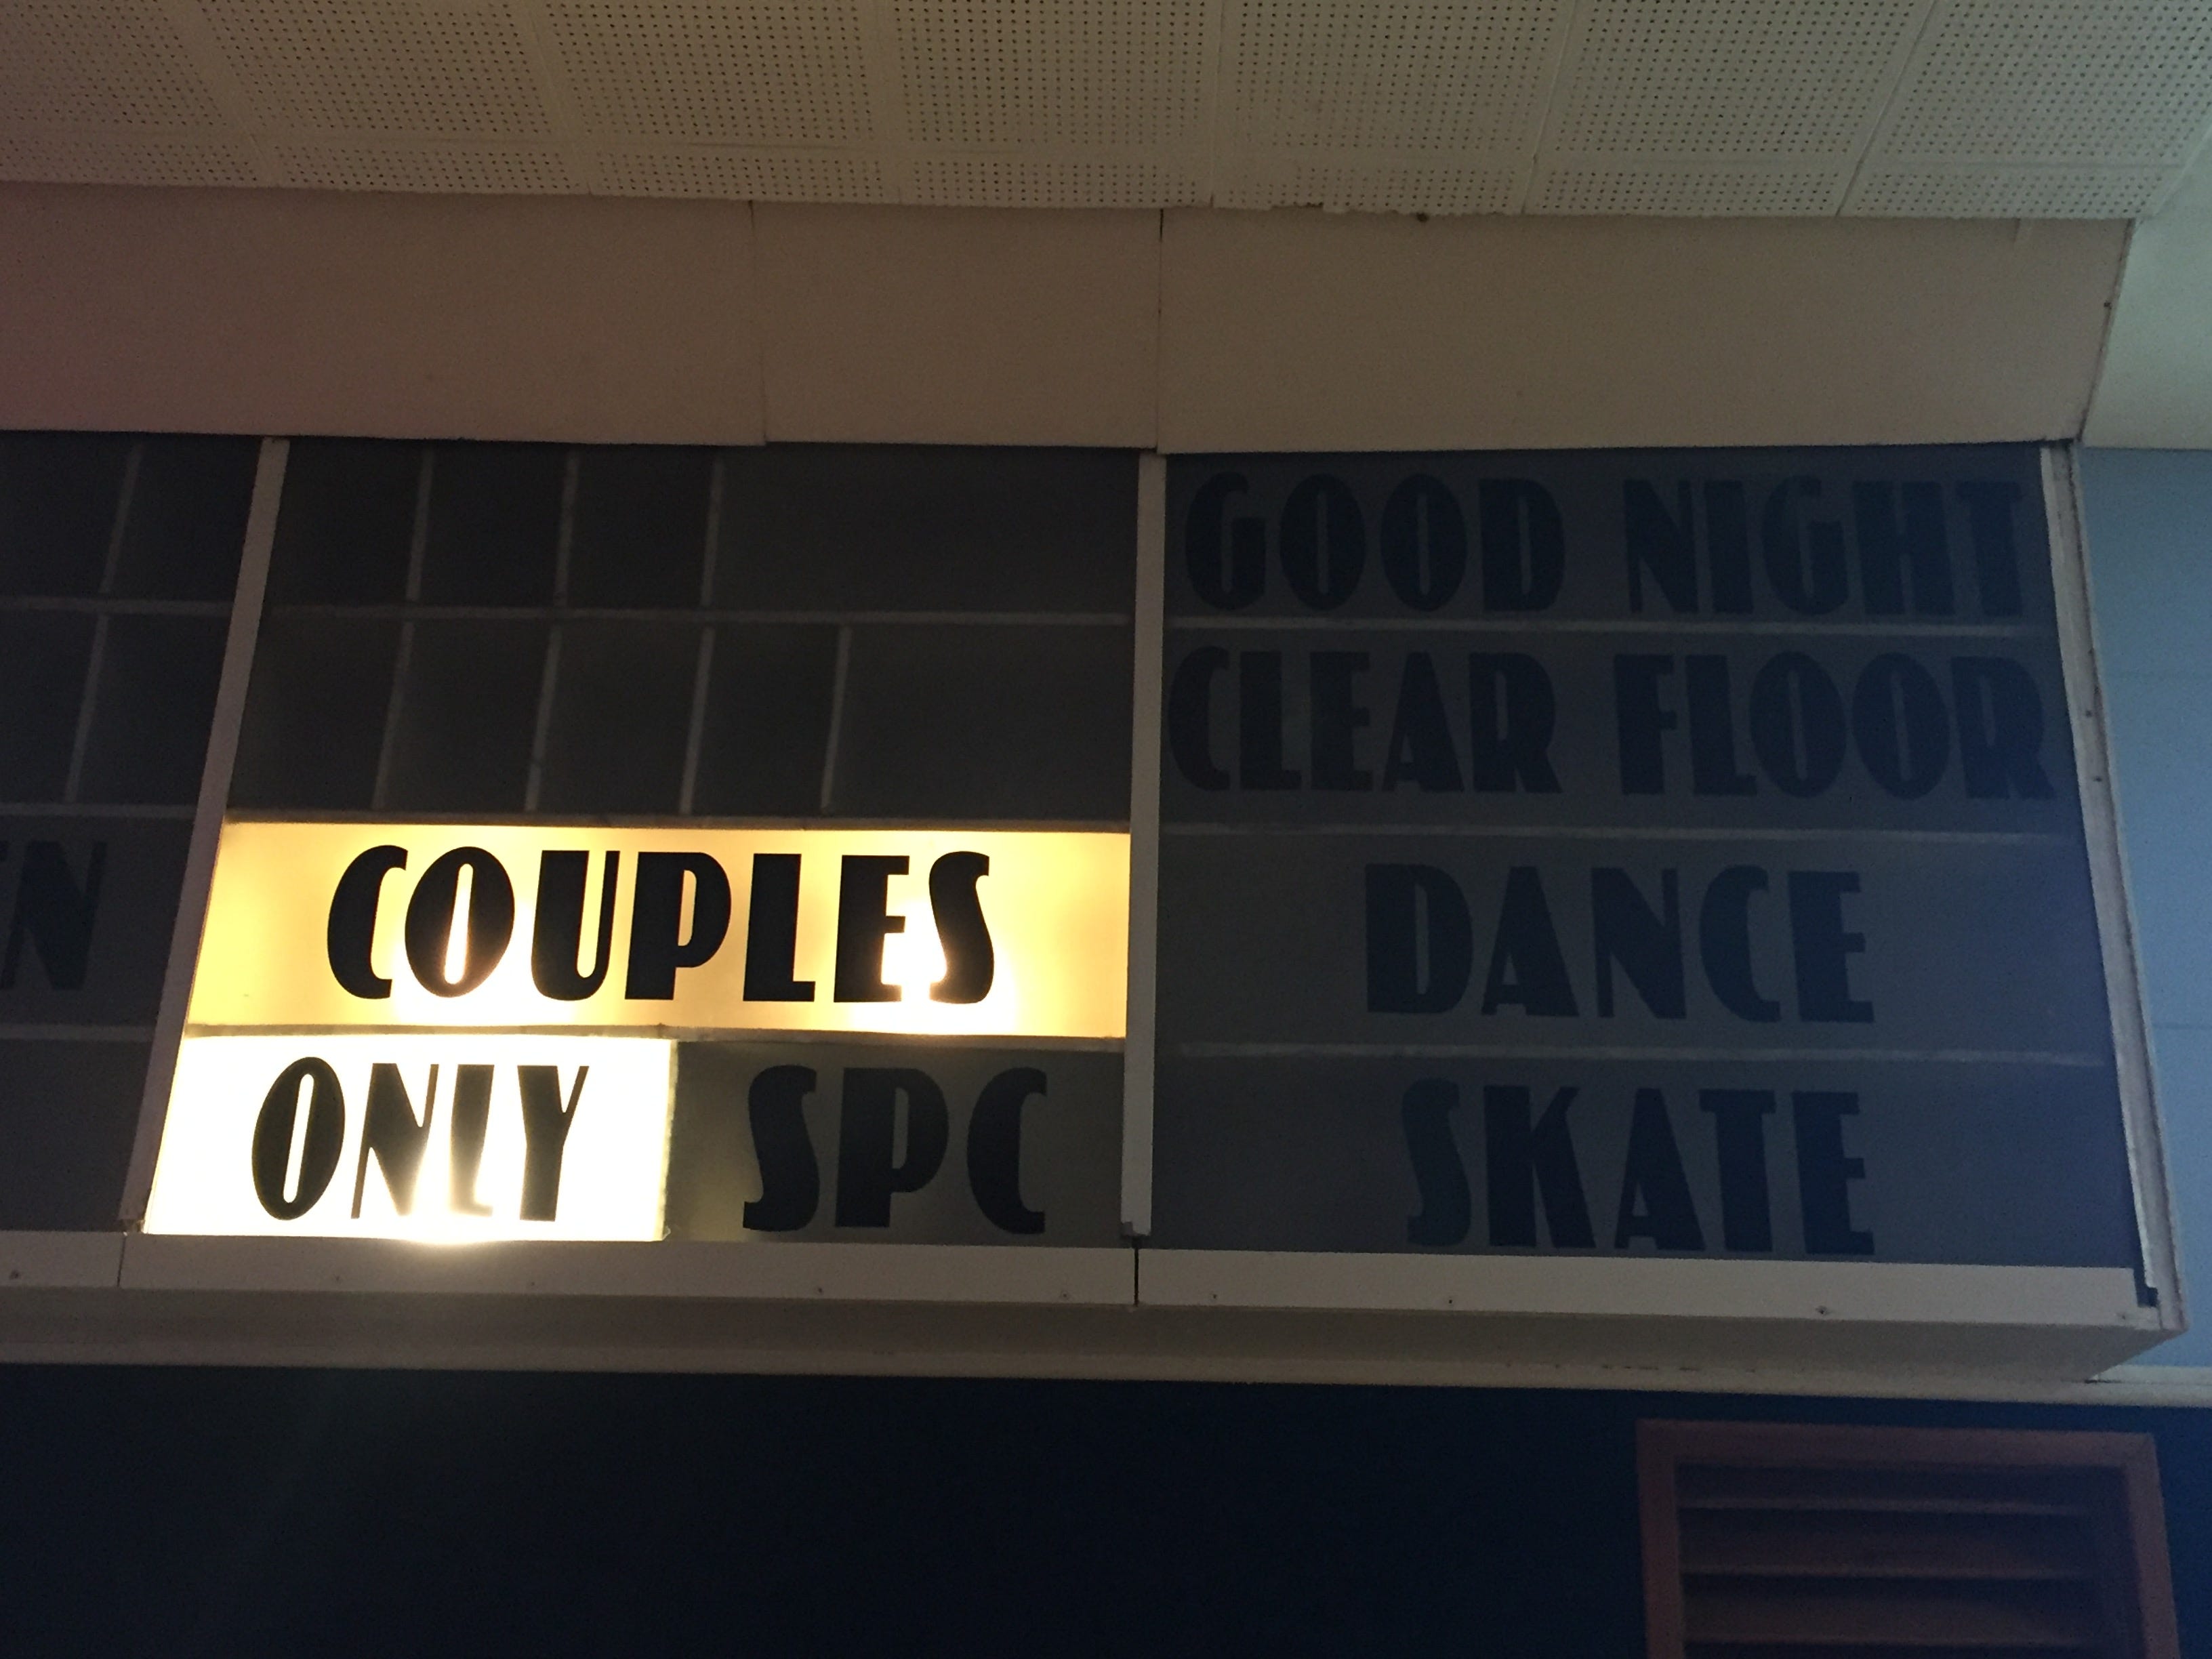 COUPLES
ONLY SPC
GOOD NIGHT
CLEAR FLOOR
DANCE
SKATE